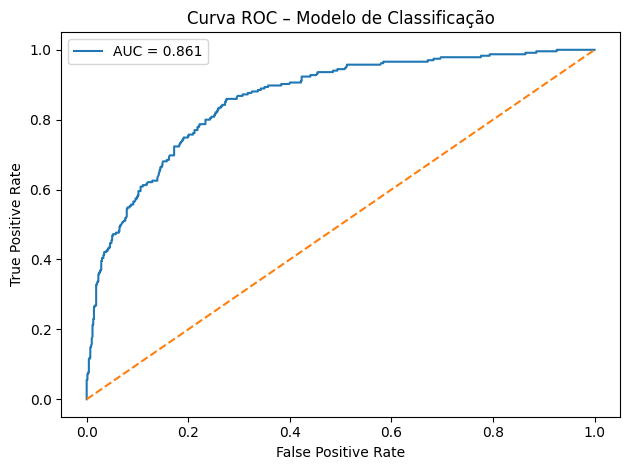 Curva ROC – Modelo de Classificação
AUC = 0.861
True Positive Rate
1.0
0.8
0.6
0.4
0.2
0.0
0.0 0.2 0.4 0.6 0.8 1.0
False Positive Rate